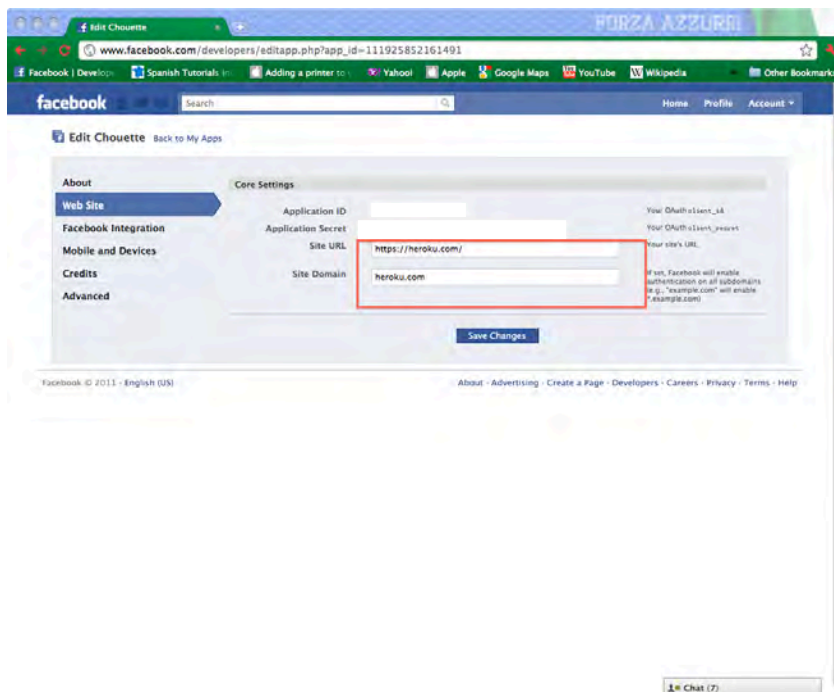 FORZA AZZURRI
Edit Chouette
www.facebook.com/developers/editapp.php?app_id=111925852161491
Facebook | Develop Spanish Tutorials in Adding a printer to Yahoo! Apple Google Maps YouTube Wikipedia Other Bookmark
facebook Search Home Profile Account
Edit Chouette Back to My Apps
About
Web Site
Facebook Integration
Mobile and Devices
Credits
Advanced
Core Settings
Application ID Your OAuth client_id
Application Secret Your OAuth client_secret
Site URL https://heroku.com/ Your site's URL
Site Domain heroku.com If set, Facebook will enable
authentication on all subdomains
(e.g., "example.com" will enable
*.example.com)
Save Changes
Facebook © 2011 · English (US) About · Advertising · Create a Page · Developers · Careers · Privacy · Terms · Help
Chat (7)